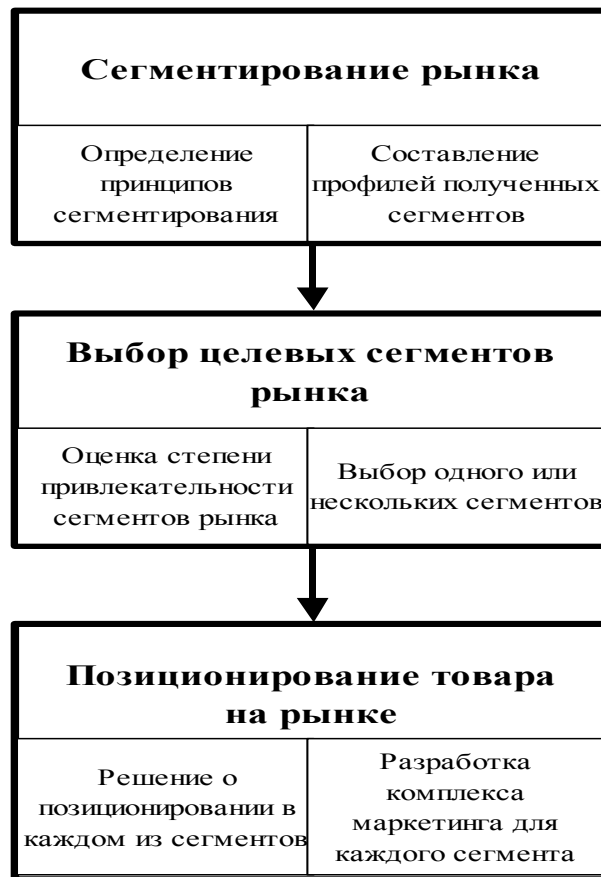 Сегментирование рынка
Определение
принципов
сегментирования
Составление
профилей полученных
сегментов
Выбор целевых сегментов
рынка
Оценка степени
привлекательности
сегментов рынка
Выбор одного или
нескольких сегментов
Позиционирование товара
на рынке
Решение о
позиционировании в
каждом из сегментов
Разработка
комплекса
маркетинга для
каждого сегмента